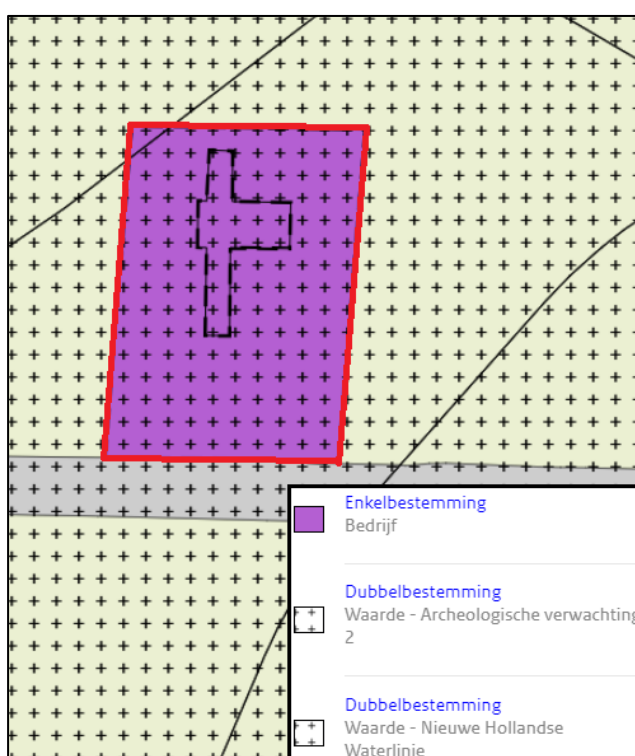 Enkelbestemming
Bedrijf
Dubbelbestemming
Waarde - Archeologische verwachting
2
Dubbelbestemming
Waarde - Nieuwe Hollandse
Waterlinie